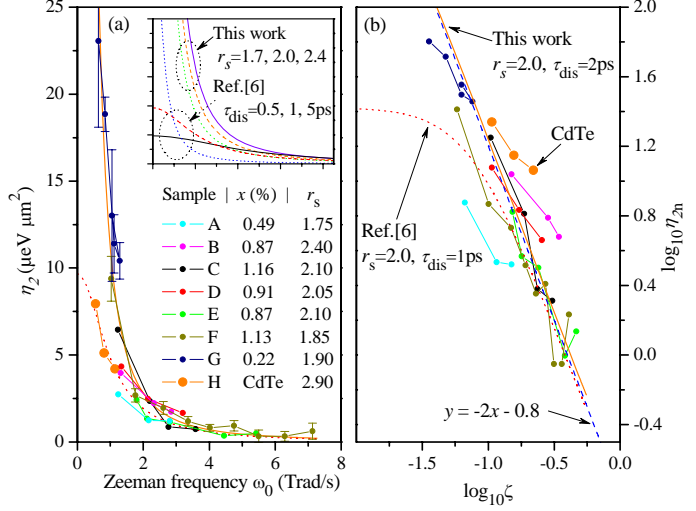 (a)
This work
r_s=1.7, 2.0, 2.4
Ref.[6]
τ_dis=0.5, 1, 5ps
Sample | x (%) | r_s
A 0.49 1.75
B 0.87 2.40
C 1.16 2.10
D 0.91 2.05
E 0.87 2.10
F 1.13 1.85
G 0.22 1.90
H CdTe 2.90
25
20
15
10
5
0
η_2 (μeV μm²)
0 2 4 6 8
Zeeman frequency ω_0 (Trad/s)
(b)
This work
r_s=2.0, τ_dis=2ps
CdTe
Ref.[6]
r_s=2.0, τ_dis=1ps
y = -2x - 0.8
2.0
1.6
1.2
0.8
0.4
0.0
-0.4
log₁₀η_2n
-1.5 -1.0 -0.5 0.0
log₁₀ζ